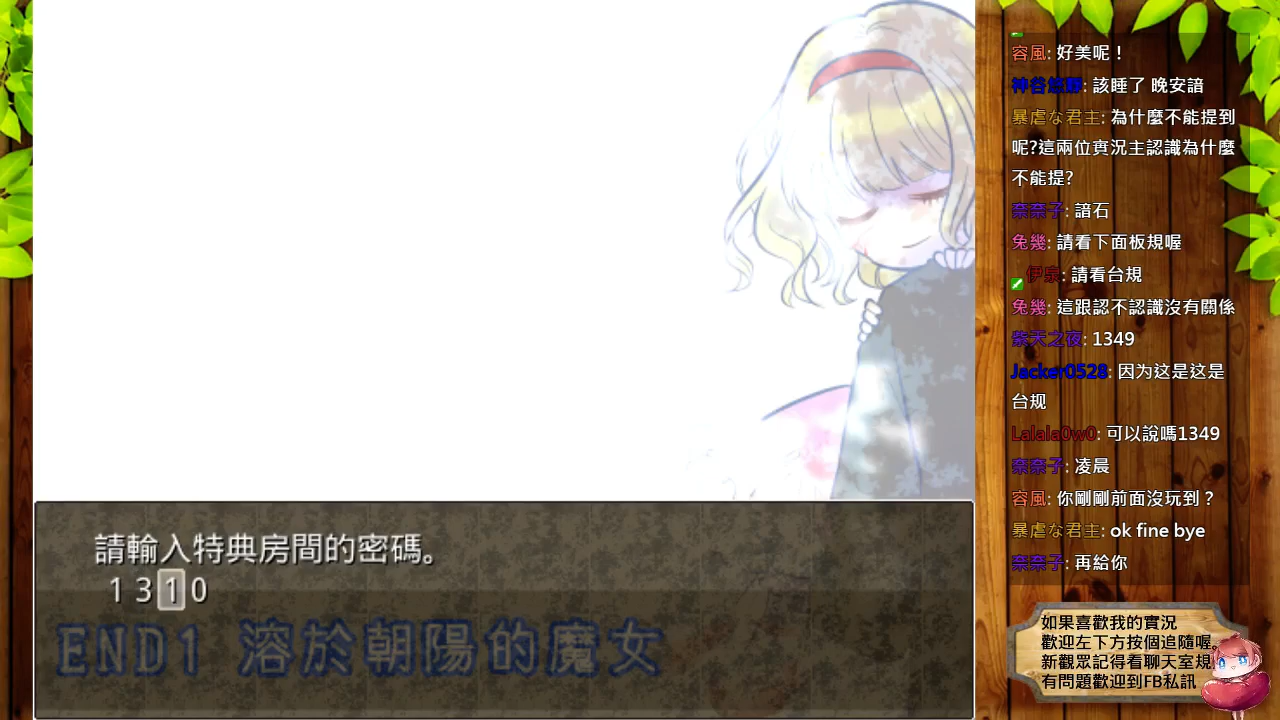 請輸入特典房間的密碼。
1310
END1 溶於朝陽的魔女
容風: 好美呢！
神谷悠靜: 該睡了 晚安諳
暴虐な君主: 為什麼不能提到
呢?這兩位實況主認識為什麼
不能提?
奈奈子: 諳石
兔幾: 請看下面板規喔
伊泉: 請看台規
兔幾: 這跟認不認識沒有關係
紫天之夜: 1349
Jacker0528: 因为这是这是
台规
Lalala0w0: 可以說嗎1349
奈奈子: 凌晨
容風: 你剛剛前面沒玩到？
暴虐な君主: ok fine bye
奈奈子: 再給你
如果喜歡我的實況
歡迎左下方按個追隨喔。
新觀眾記得看聊天室規
有問題歡迎到FB私訊